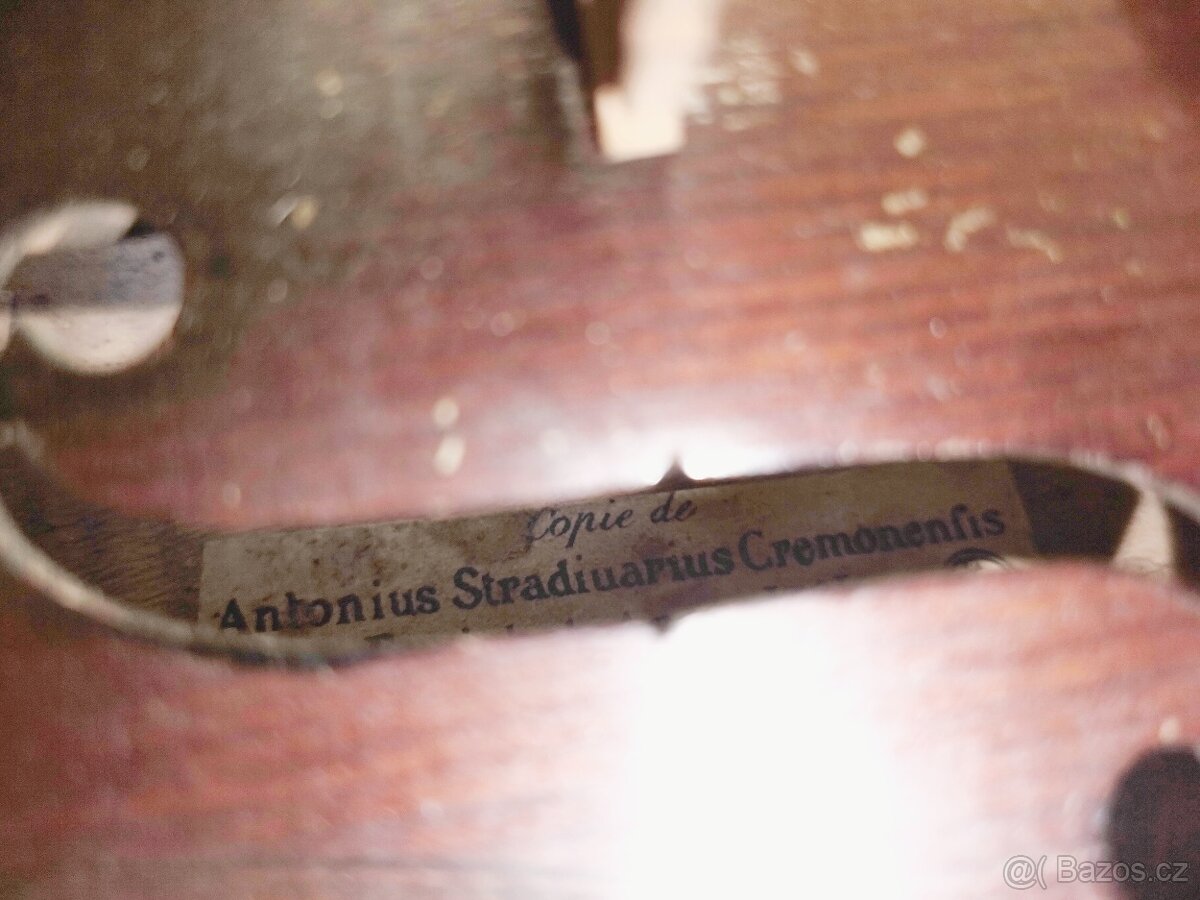 Copie de
Antonius Stradiuarius Cremonenſis
@( Bazos.cz